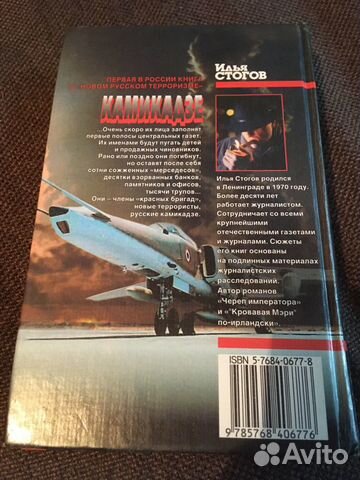 ПЕРВАЯ В РОССИИ КНИГА
О "НОВОМ РУССКОМ ТЕРРОРИЗМЕ"
КАМИКАДЗЕ
...Очень скоро их лица заполнят
первые полосы центральных газет.
Их именами будут пугать детей
и продажных чиновников.
Рано или поздно они погибнут,
но оставят после себя
сотни сожженных «мерседесов»,
десятки взорванных банков,
памятников и офисов,
тысячи трупов...
Они – члены «красных бригад»,
новые террористы,
русские камикадзе.
Илья
СТОГОВ
Илья Стогов родился
в Ленинграде в 1970 году.
Более десяти лет
работает журналистом.
Сотрудничает со всеми
крупнейшими
отечественными газетами
и журналами. Сюжеты
его книг основаны
на подлинных материалах
журналистских
расследований.
Автор романов
«Череп императора»
и «"Кровавая Мэри"
по-ирландски».
ISBN 5-7684-0677-8
9 785768 406776
Avito